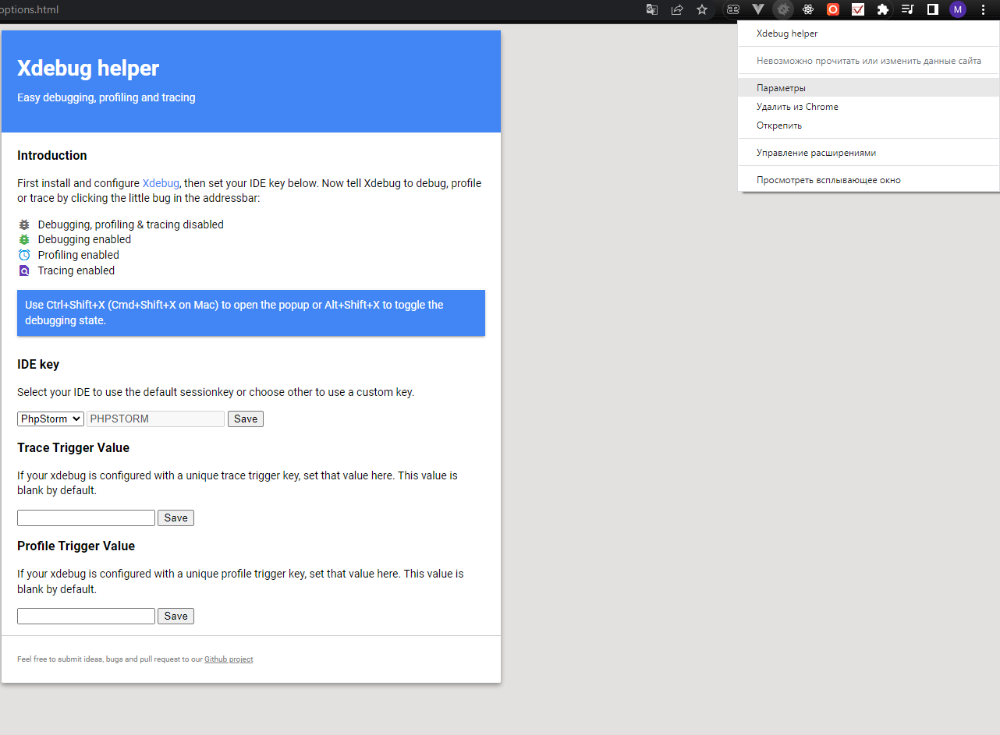 options.html
M
Xdebug helper
Невозможно прочитать или изменить данные сайта
Параметры
Удалить из Chrome
Открепить
Управление расширениями
Просмотреть всплывающее окно
Xdebug helper
Easy debugging, profiling and tracing
Introduction
First install and configure Xdebug, then set your IDE key below. Now tell Xdebug to debug, profile
or trace by clicking the little bug in the addressbar:
Debugging, profiling & tracing disabled
Debugging enabled
Profiling enabled
Tracing enabled
Use Ctrl+Shift+X (Cmd+Shift+X on Mac) to open the popup or Alt+Shift+X to toggle the
debugging state.
IDE key
Select your IDE to use the default sessionkey or choose other to use a custom key.
PhpStorm PHPSTORM Save
Trace Trigger Value
If your xdebug is configured with a unique trace trigger key, set that value here. This value is
blank by default.
Save
Profile Trigger Value
If your xdebug is configured with a unique profile trigger key, set that value here. This value is
blank by default.
Save
Feel free to submit ideas, bugs and pull request to our Github project